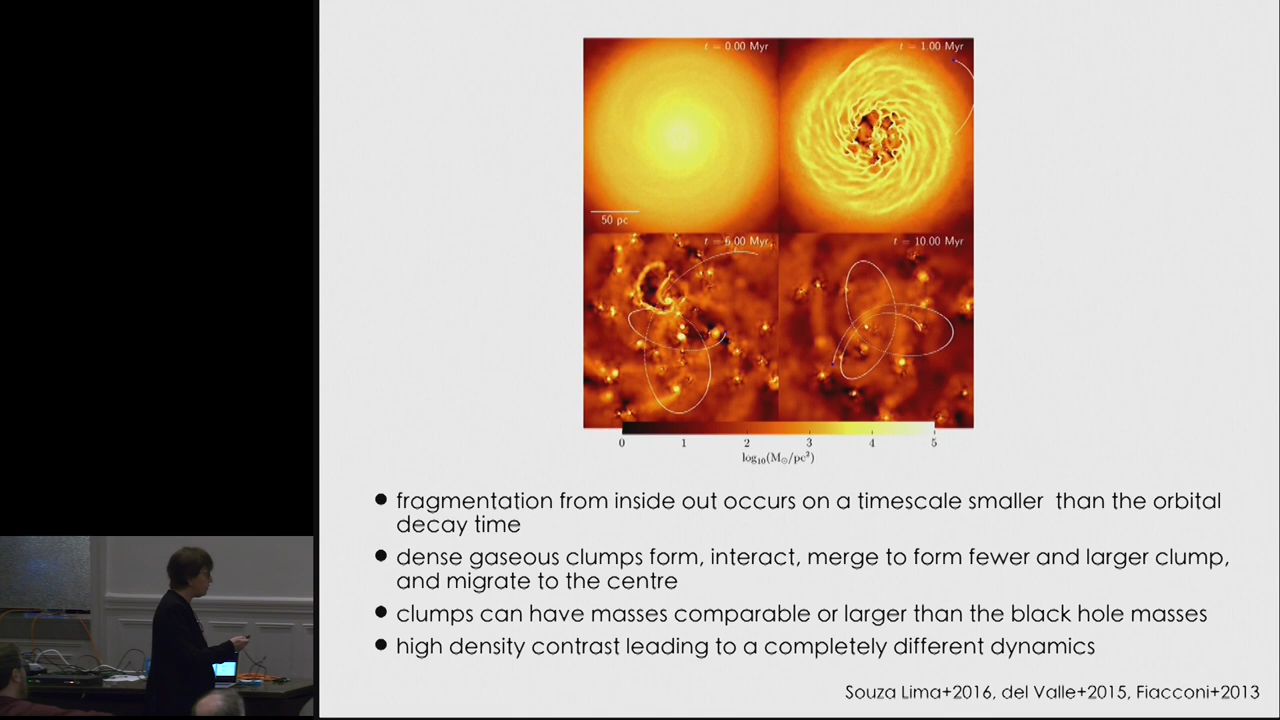 t = 0.00 Myr
t = 1.00 Myr
50 pc
t = 6.00 Myr
t = 10.00 Myr
0 1 2 3 4 5
log₁₀(M☉/pc²)
• fragmentation from inside out occurs on a timescale smaller than the orbital
decay time
• dense gaseous clumps form, interact, merge to form fewer and larger clump,
and migrate to the centre
• clumps can have masses comparable or larger than the black hole masses
• high density contrast leading to a completely different dynamics
Souza Lima+2016, del Valle+2015, Fiacconi+2013